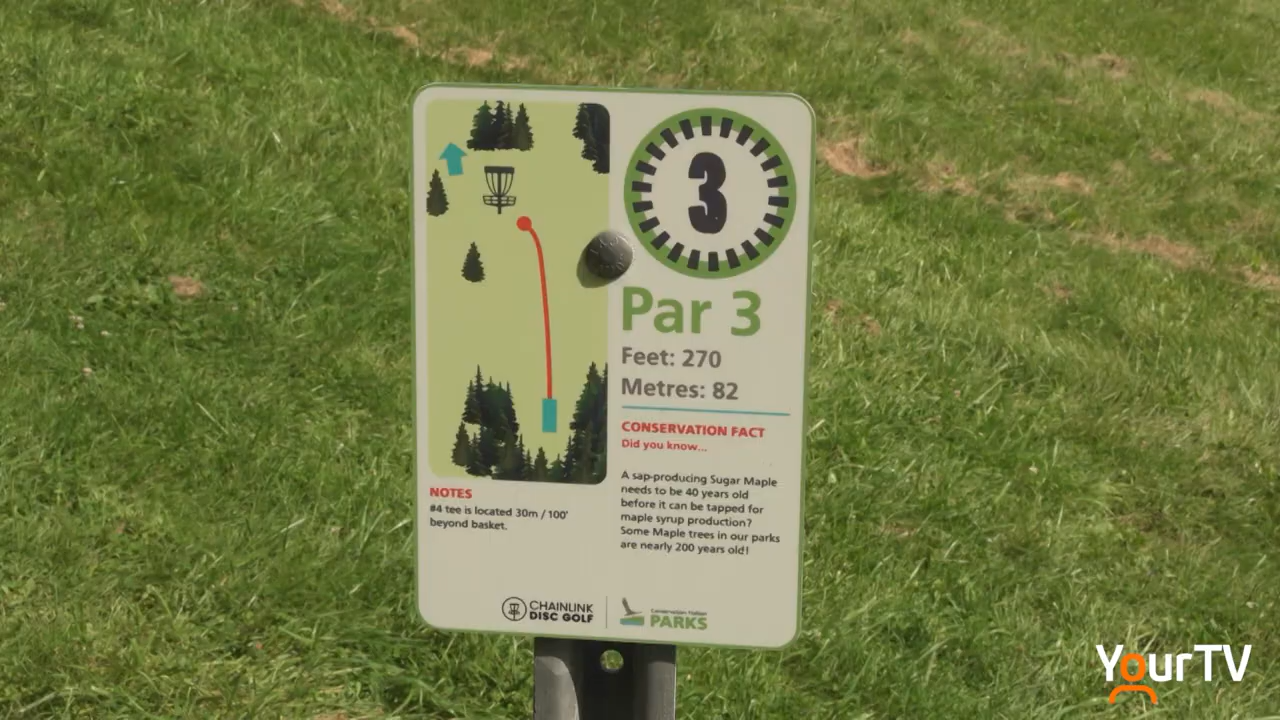 3
Par 3
Feet: 270
Metres: 82
CONSERVATION FACT
Did you know...
A sap-producing Sugar Maple
needs to be 40 years old
before it can be tapped for
maple syrup production?
Some Maple trees in our parks
are nearly 200 years old!
NOTES
#4 tee is located 30m / 100'
beyond basket.
CHAINLINK
DISC GOLF
Conservation Halton
PARKS
YourTV